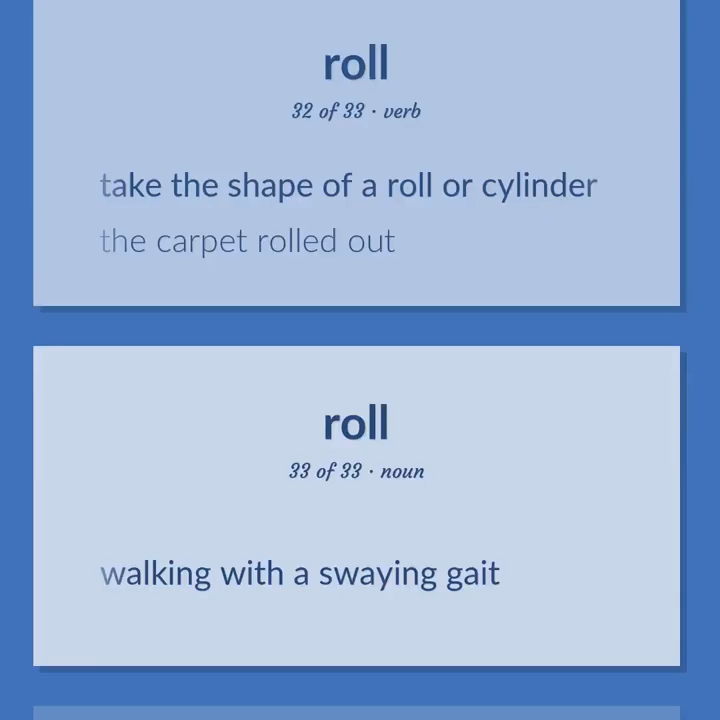 roll
32 of 33 · verb
take the shape of a roll or cylinder
the carpet rolled out
roll
33 of 33 · noun
walking with a swaying gait